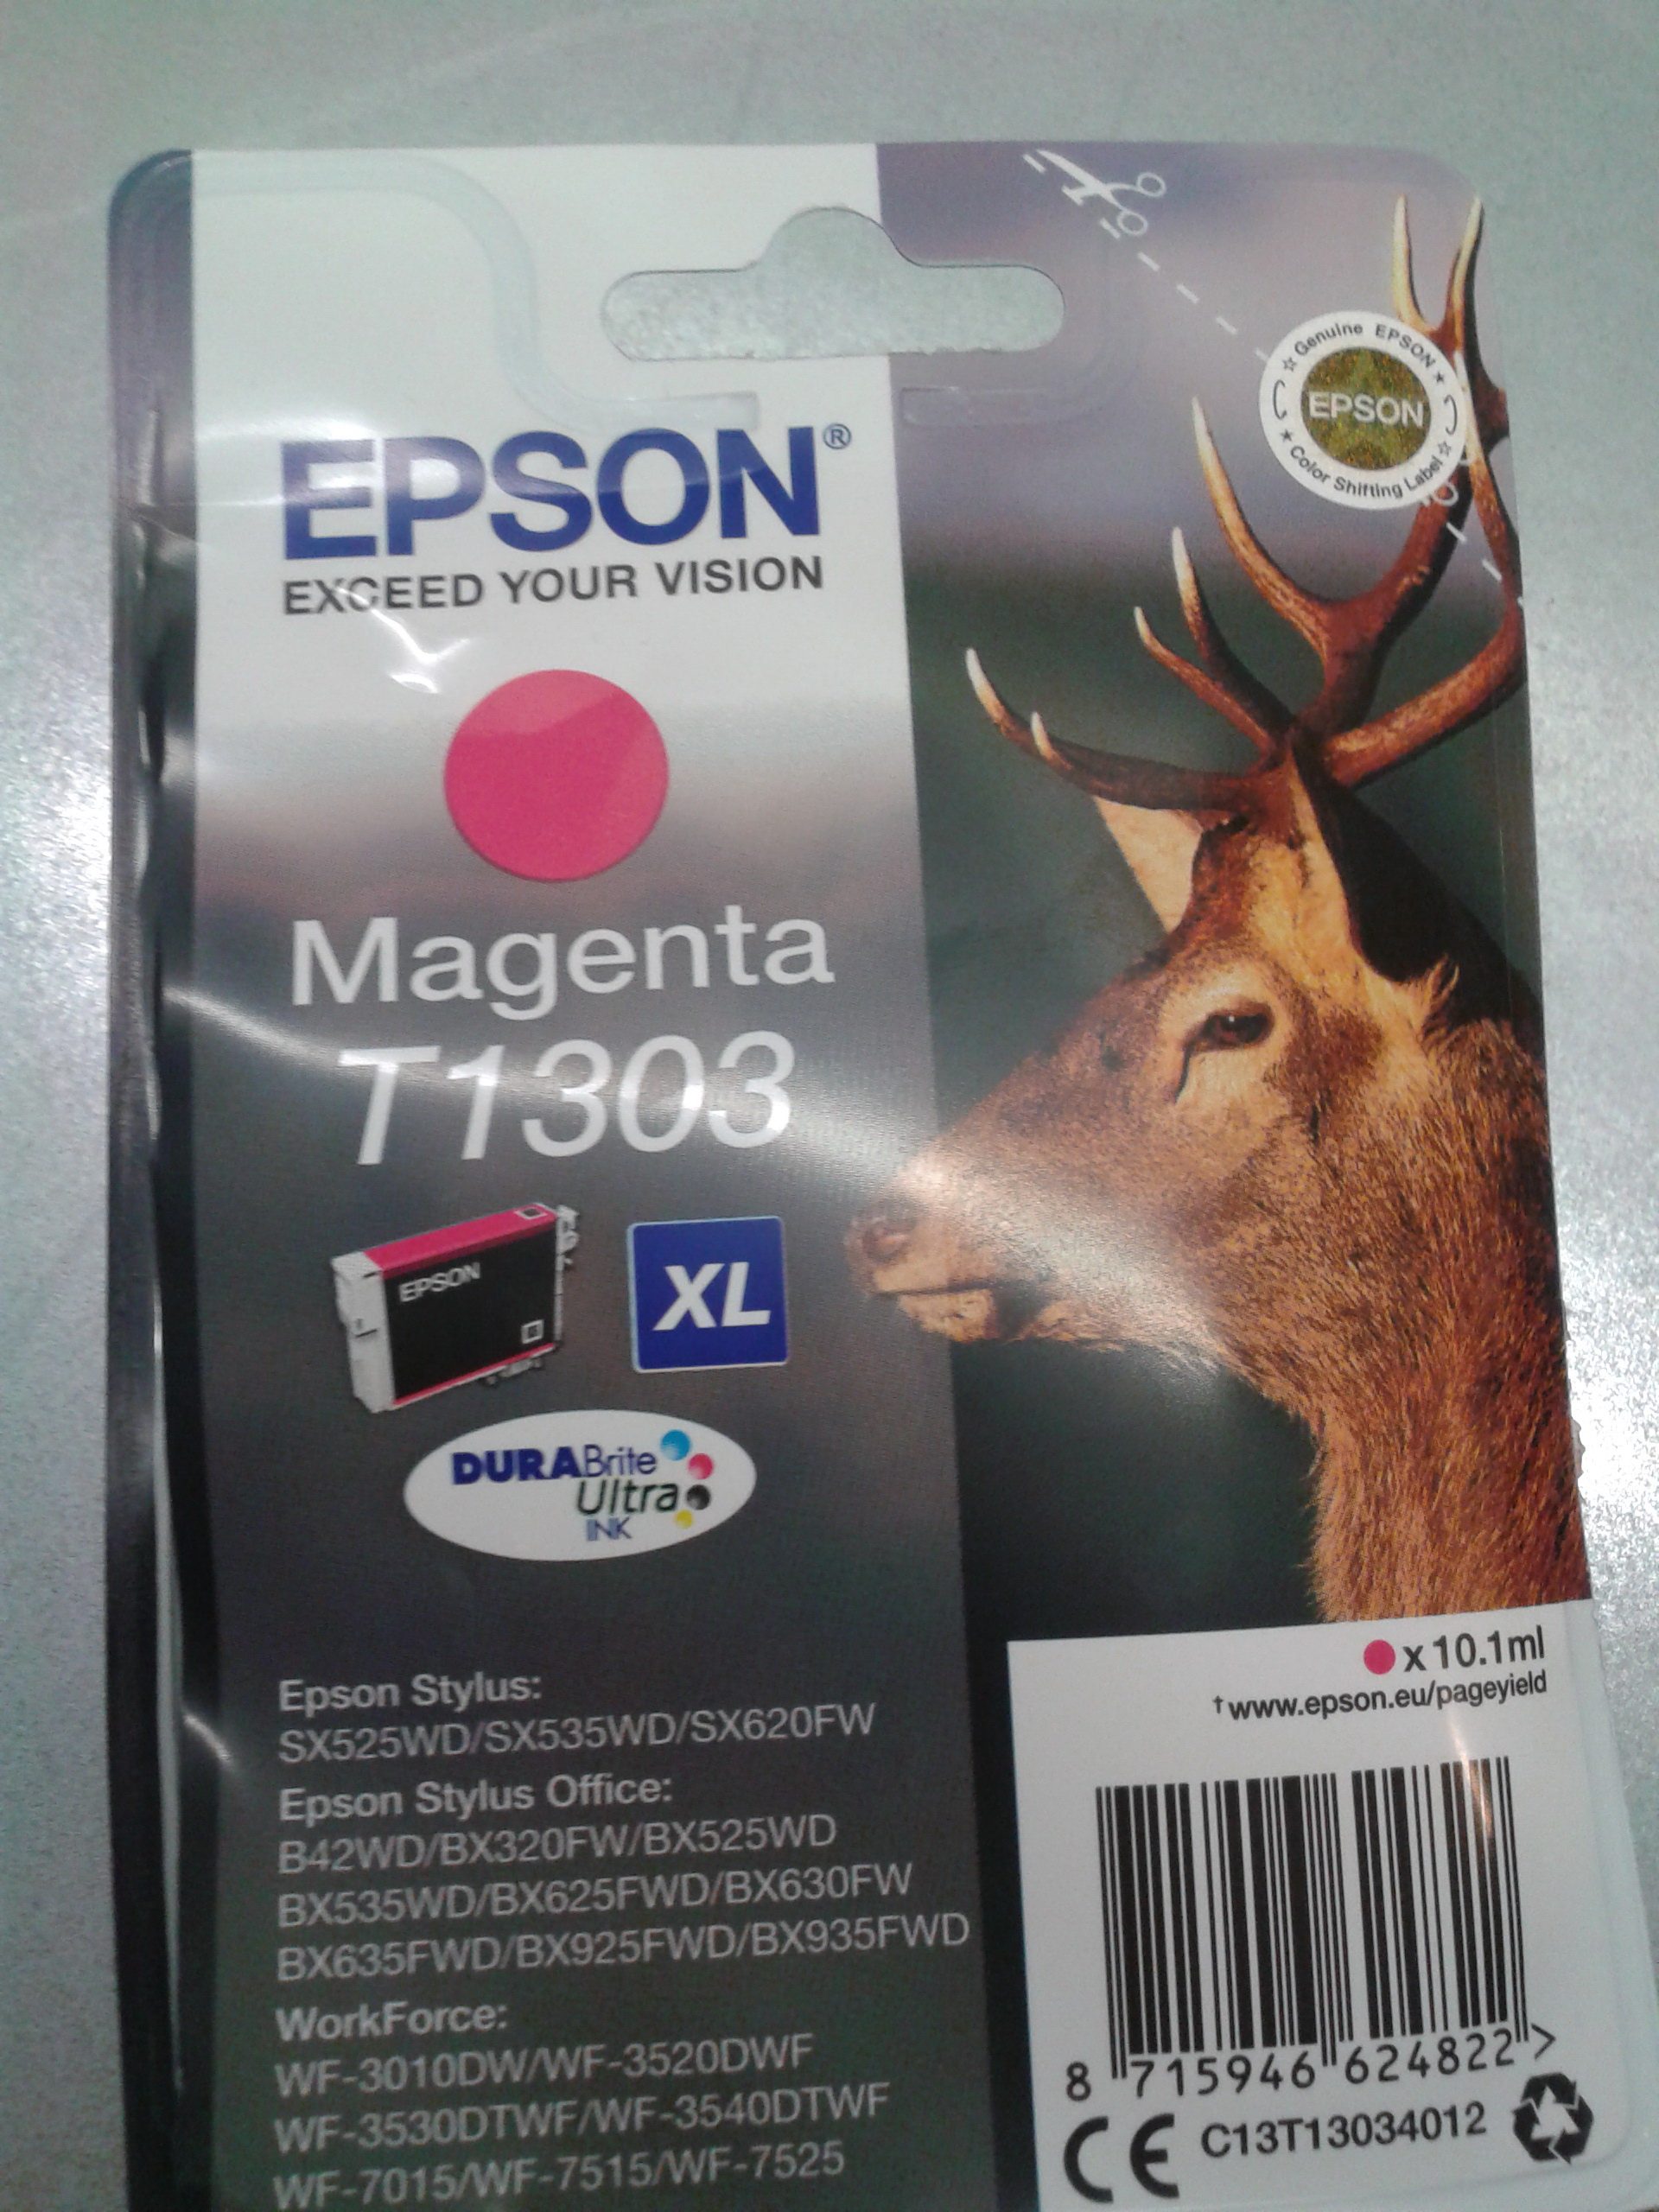 EPSON®
EXCEED YOUR VISION
Genuine EPSON
EPSON
Color Shifting Label
Magenta
T1303
EPSON
XL
DURABrite
Ultra
INK
Epson Stylus:
SX525WD/SX535WD/SX620FW
Epson Stylus Office:
B42WD/BX320FW/BX525WD
BX535WD/BX625FWD/BX630FW
BX635FWD/BX925FWD/BX935FWD
WorkForce:
WF-3010DW/WF-3520DWF
WF-3530DTWF/WF-3540DTWF
WF-7015/WF-7515/WF-7525
x 10.1ml
† www.epson.eu/pageyield
8 715946 624822 >
CE C13T13034012